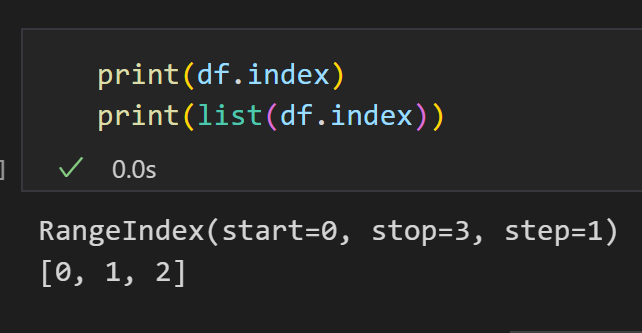 print(df.index)
print(list(df.index))
]
0.0s
RangeIndex(start=0, stop=3, step=1)
[0, 1, 2]